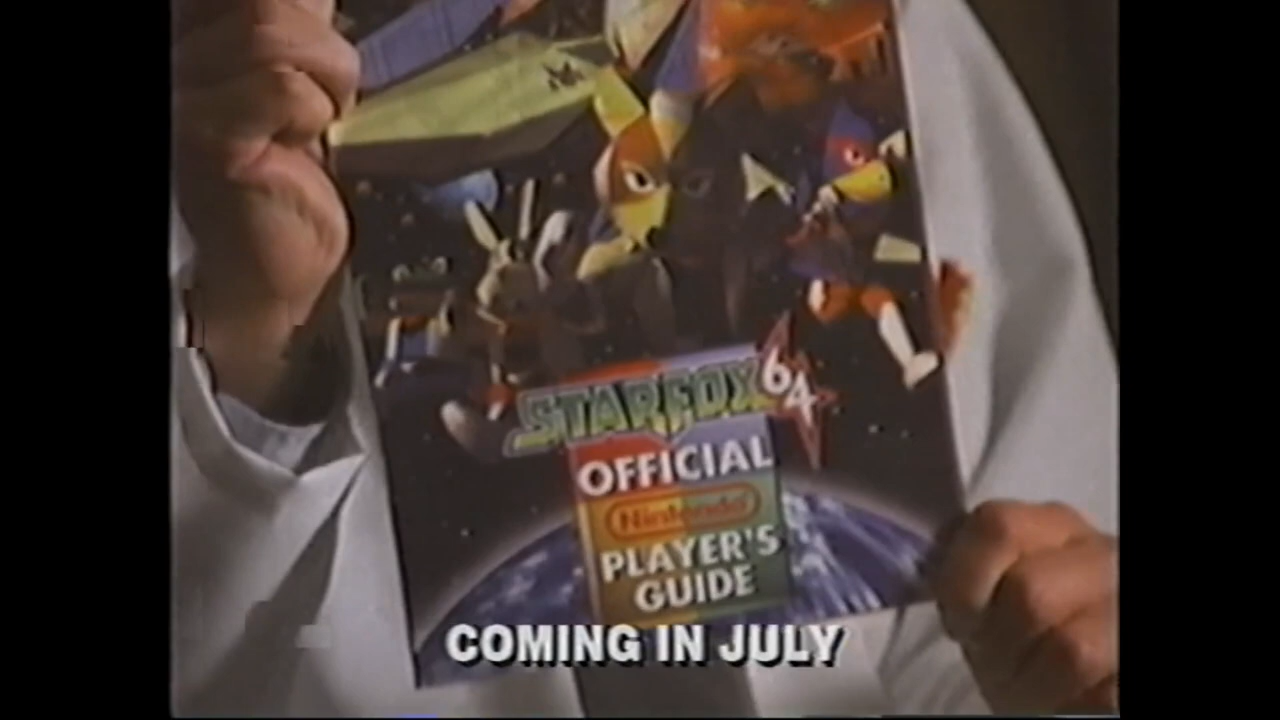 STARFOX 64
OFFICIAL
Nintendo
PLAYER'S
GUIDE
COMING IN JULY